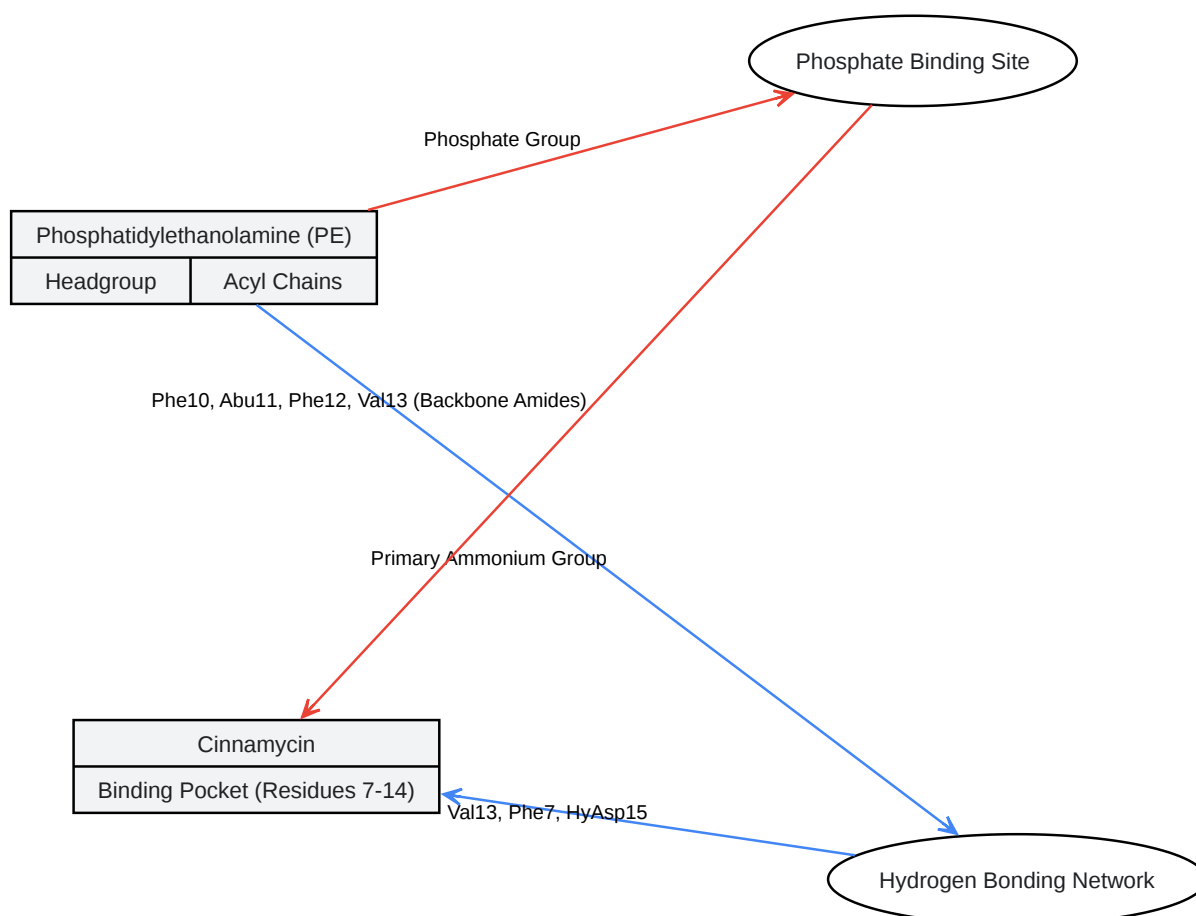 Phosphate Binding Site
Phosphate Group
Phosphatidylethanolamine (PE)
Headgroup
Acyl Chains
Phe10, Abu11, Phe12, Val13 (Backbone Amides)
Primary Ammonium Group
Cinnamycin
Binding Pocket (Residues 7-14)
Val13, Phe7, HyAsp15
Hydrogen Bonding Network